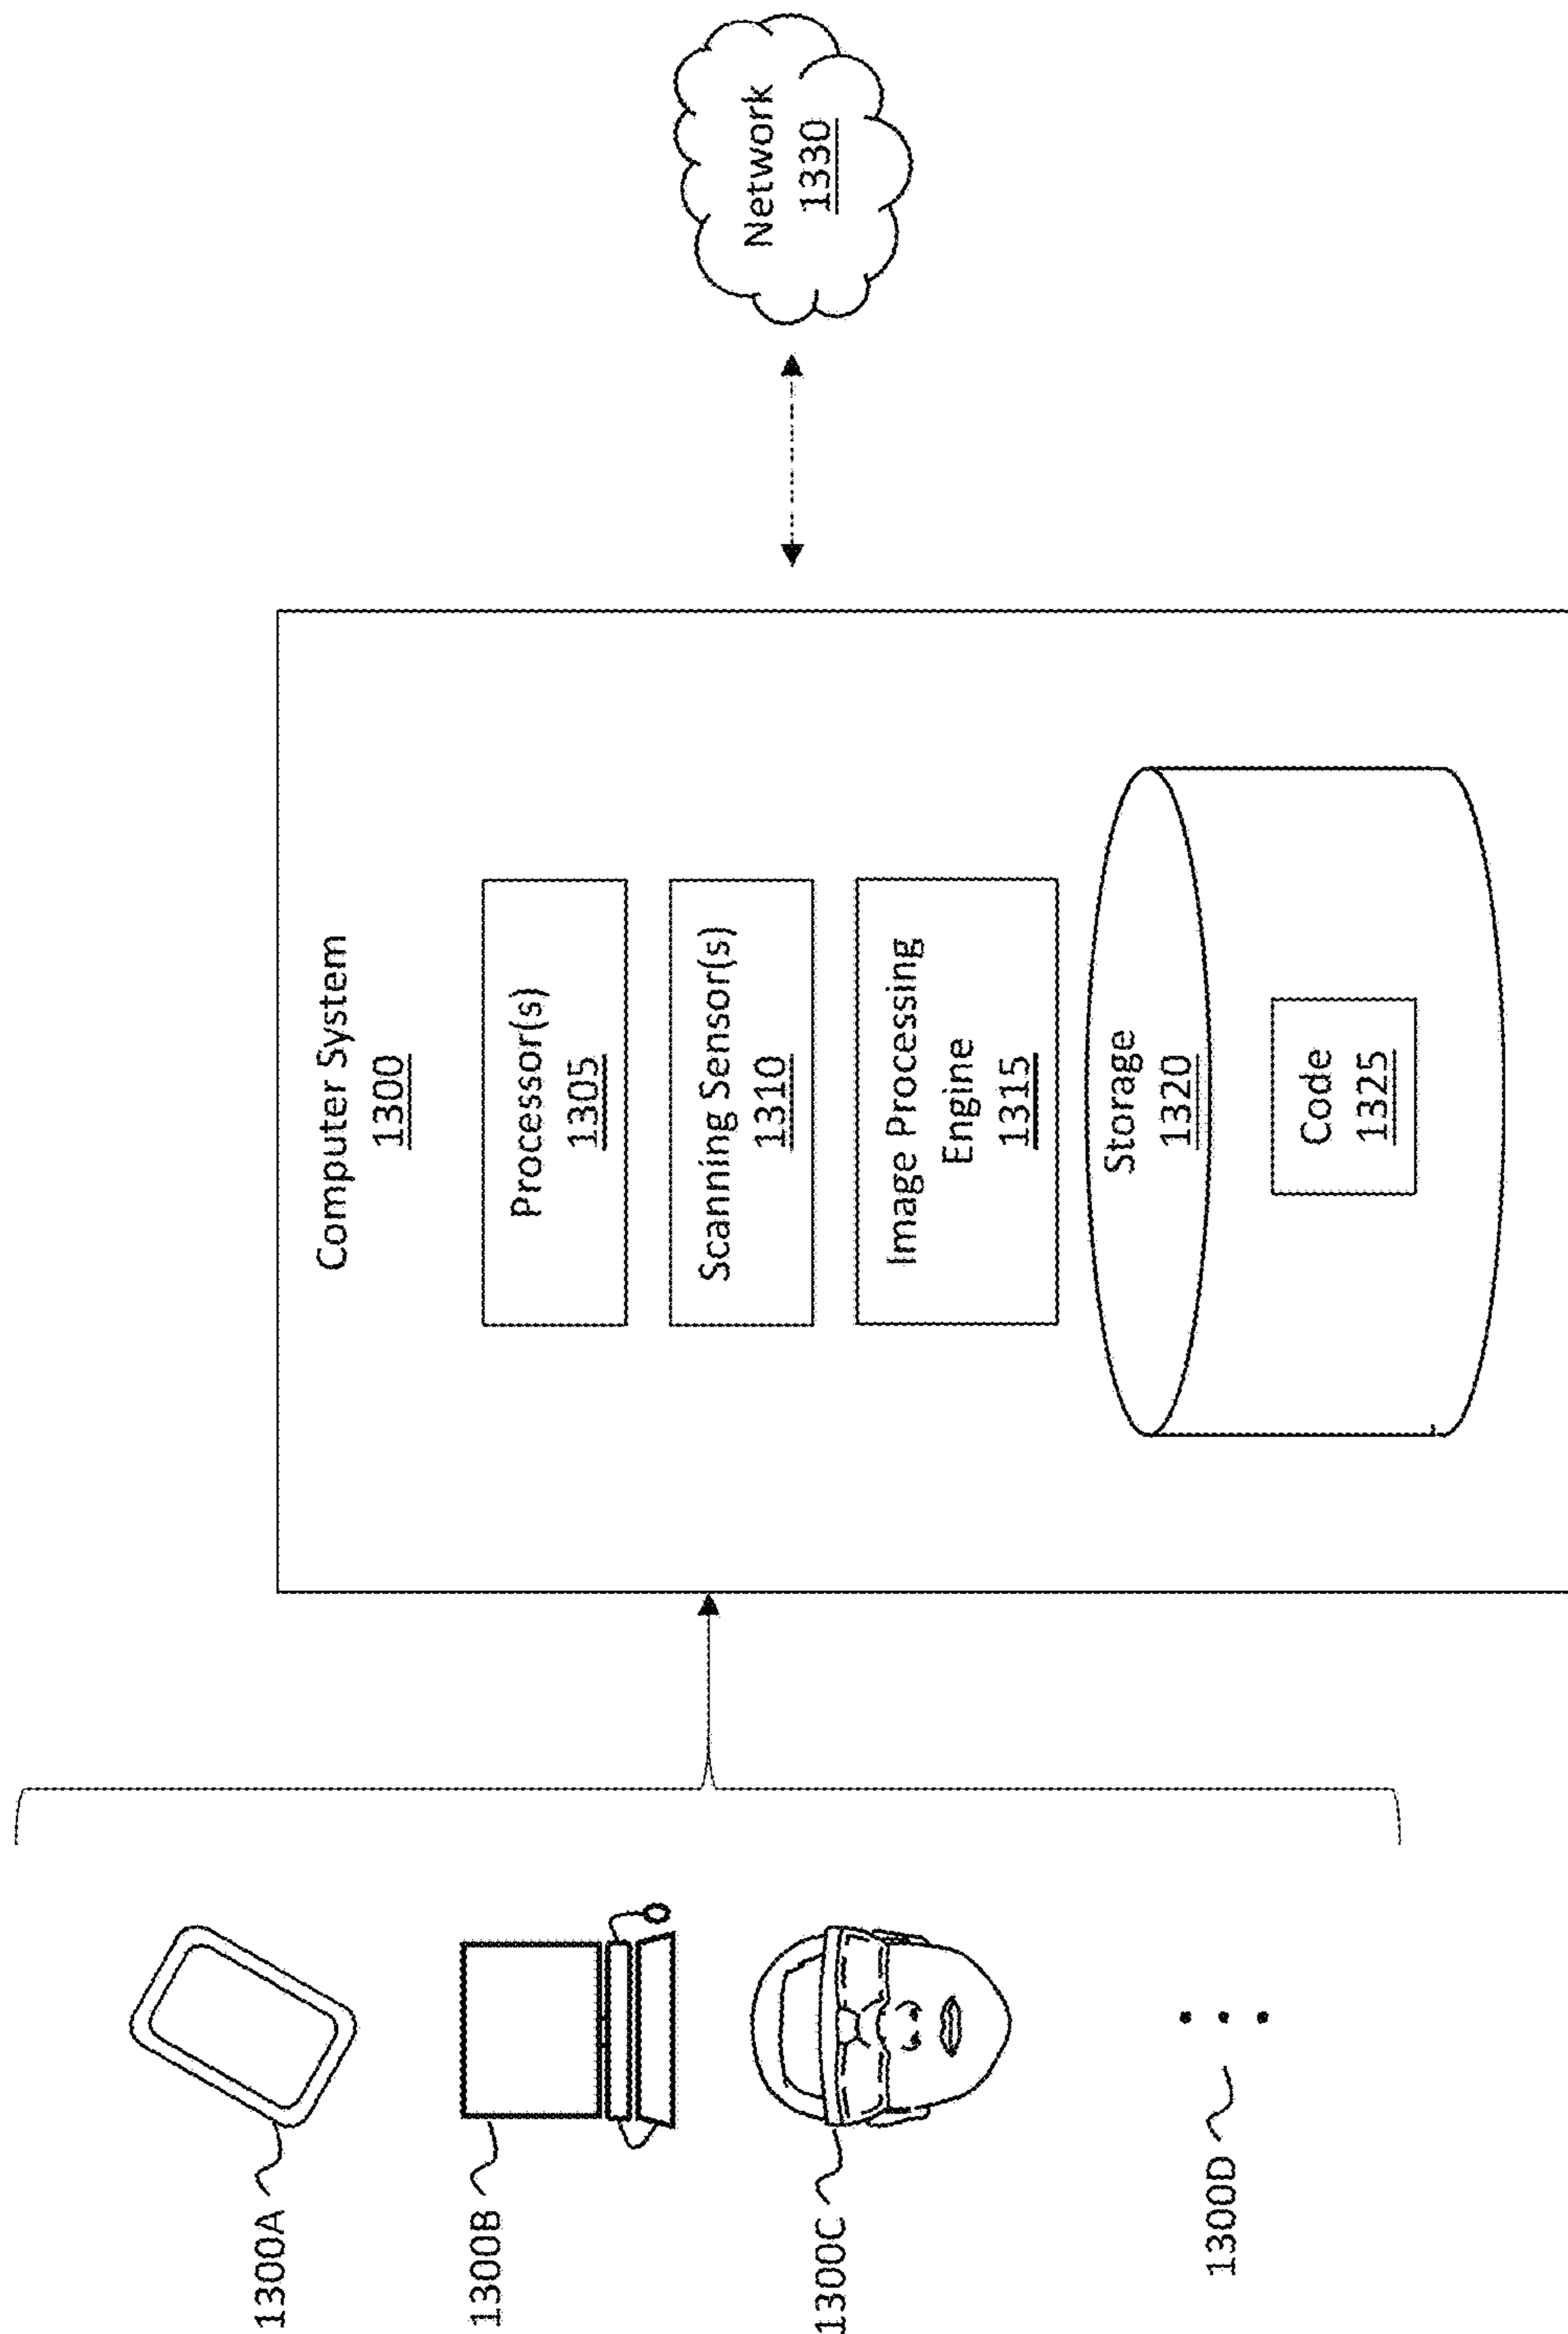 1300A
1300B
1300C
1300D
Computer System
1300
Processor(s)
1305
Scanning Sensor(s)
1310
Image Processing
Engine
1315
Storage
1320
Code
1325
Network
1330